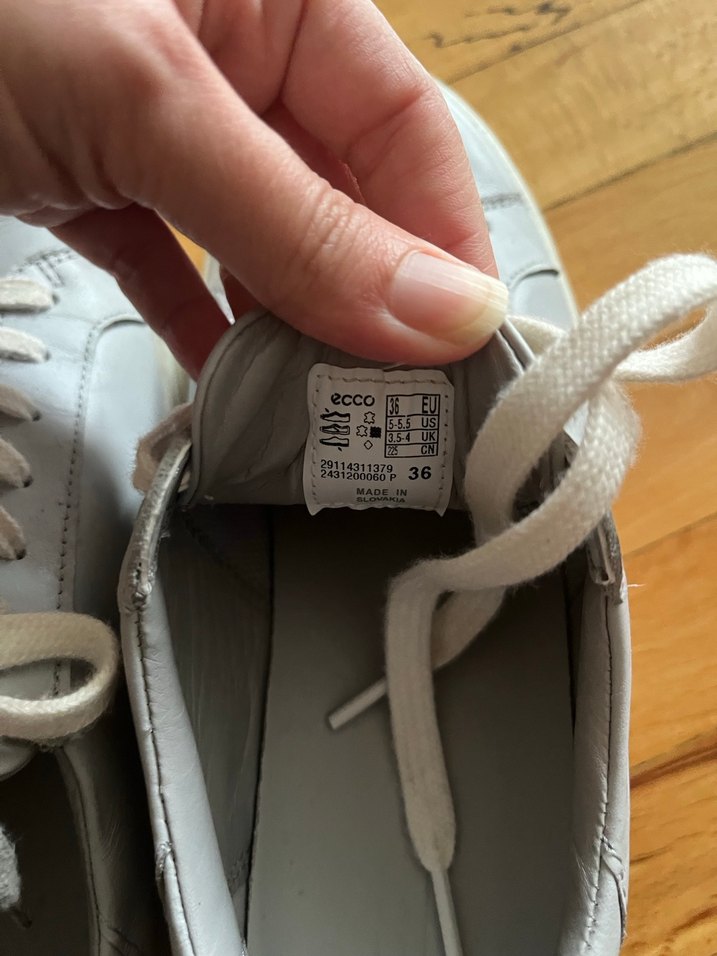 ecco
36 EU
5-5.5 US
3.5-4 UK
225 CN
29114311379
2431200060 P 36
MADE IN
SLOVAKIA